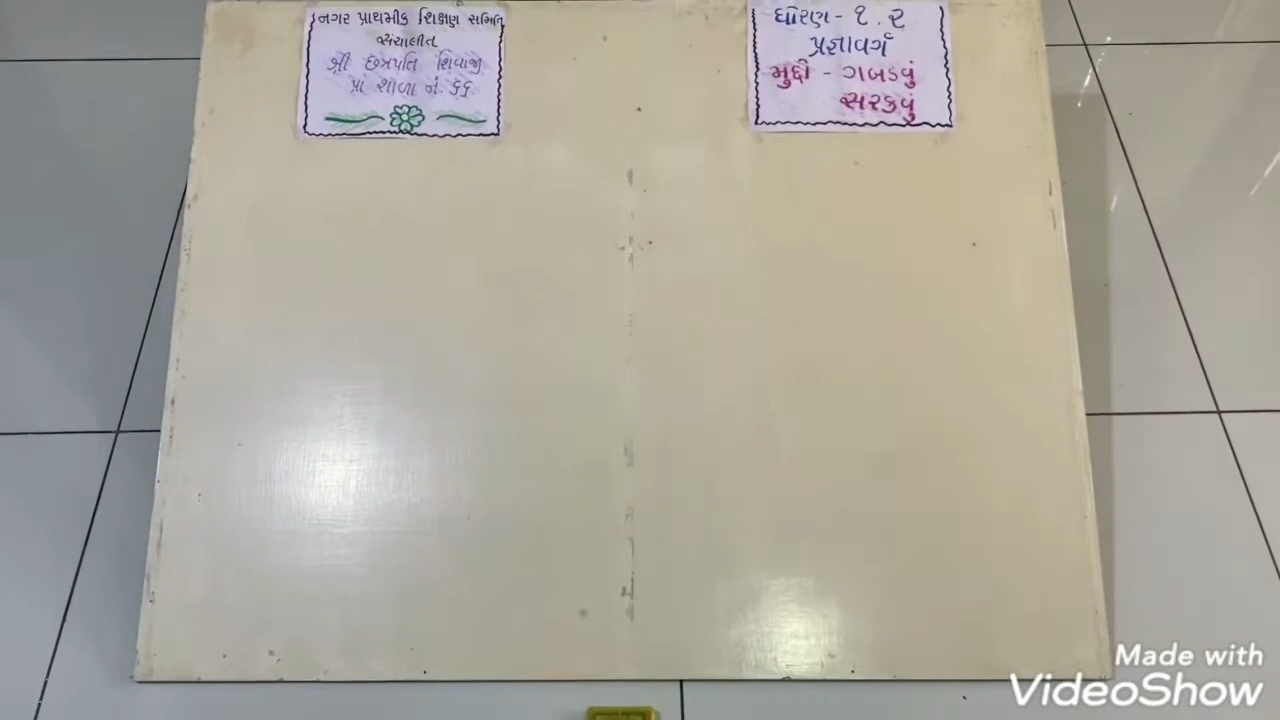 નગર પ્રાથમીક શિક્ષણ સમિતિ
સંચાલીત
શ્રી છત્રપતિ શિવાજી
પ્રા શાળા નં. ૬૬
ધોરણ - ૧.૨
પ્રજ્ઞાવર્ગ
મુદ્દો - ગબડવું
સરકવું
Made with
VideoShow